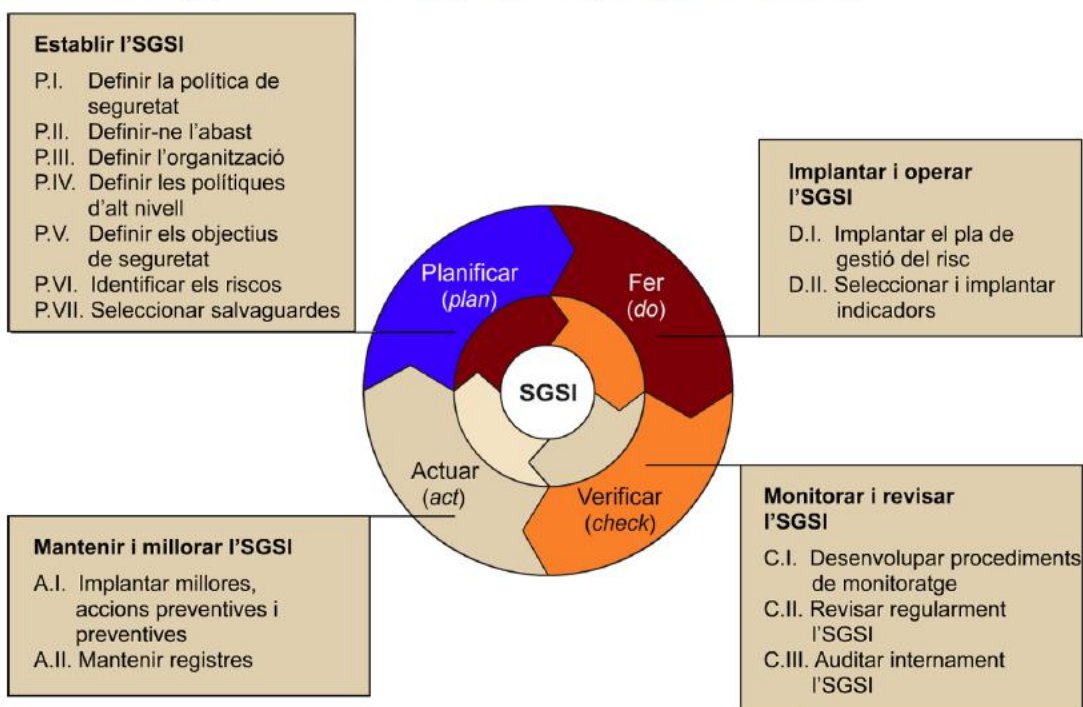 Establir l'SGSI
P.I. Definir la política de
seguretat
P.II. Definir-ne l'abast
P.III. Definir l'organització
P.IV. Definir les polítiques
d'alt nivell
P.V. Definir els objectius
de seguretat
P.VI. Identificar els riscos
P.VII. Seleccionar salvaguardes
Implantar i operar
l'SGSI
D.I. Implantar el pla de
gestió del risc
D.II. Seleccionar i implantar
indicadors
Planificar
(plan)
Fer
(do)
SGSI
Actuar
(act)
Verificar
(check)
Mantenir i millorar l'SGSI
A.I. Implantar millores,
accions preventives i
preventives
A.II. Mantenir registres
Monitorar i revisar
l'SGSI
C.I. Desenvolupar procediments
de monitoratge
C.II. Revisar regularment
l'SGSI
C.III. Auditar internament
l'SGSI